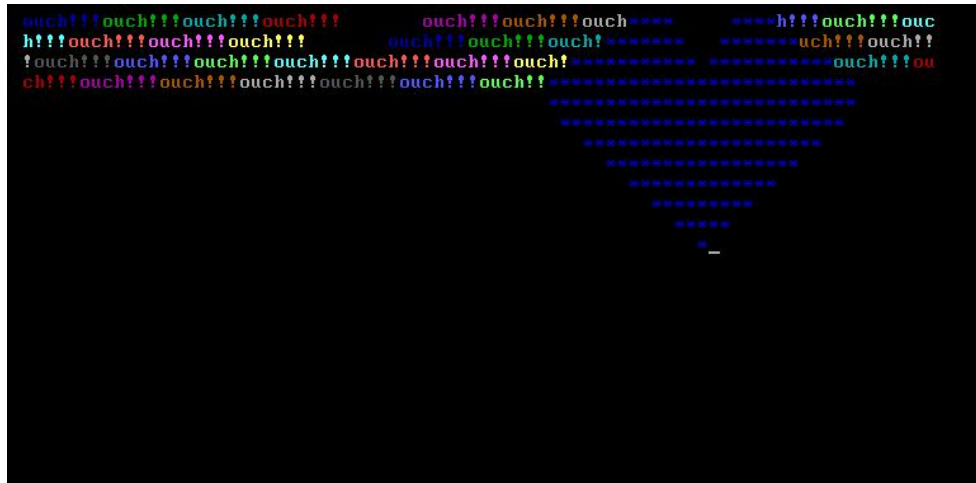 ouch!!!ouch!!!ouch!!!ouch!!!       ouch!!!ouch!!!ouch****     ****h!!!ouch!!!ouc
h!!!ouch!!!ouch!!!ouch!!!       ouch!!!ouch!!!ouch!*******   *******uch!!!ouch!!
!ouch!!!ouch!!!ouch!!!ouch!!!ouch!!!ouch!!!ouch!*********** ***********ouch!!!ou
ch!!!ouch!!!ouch!!!ouch!!!ouch!!!ouch!!!ouch!!***************************
***************************
*************************
*********************
*****************
*************
*********
*****
*_